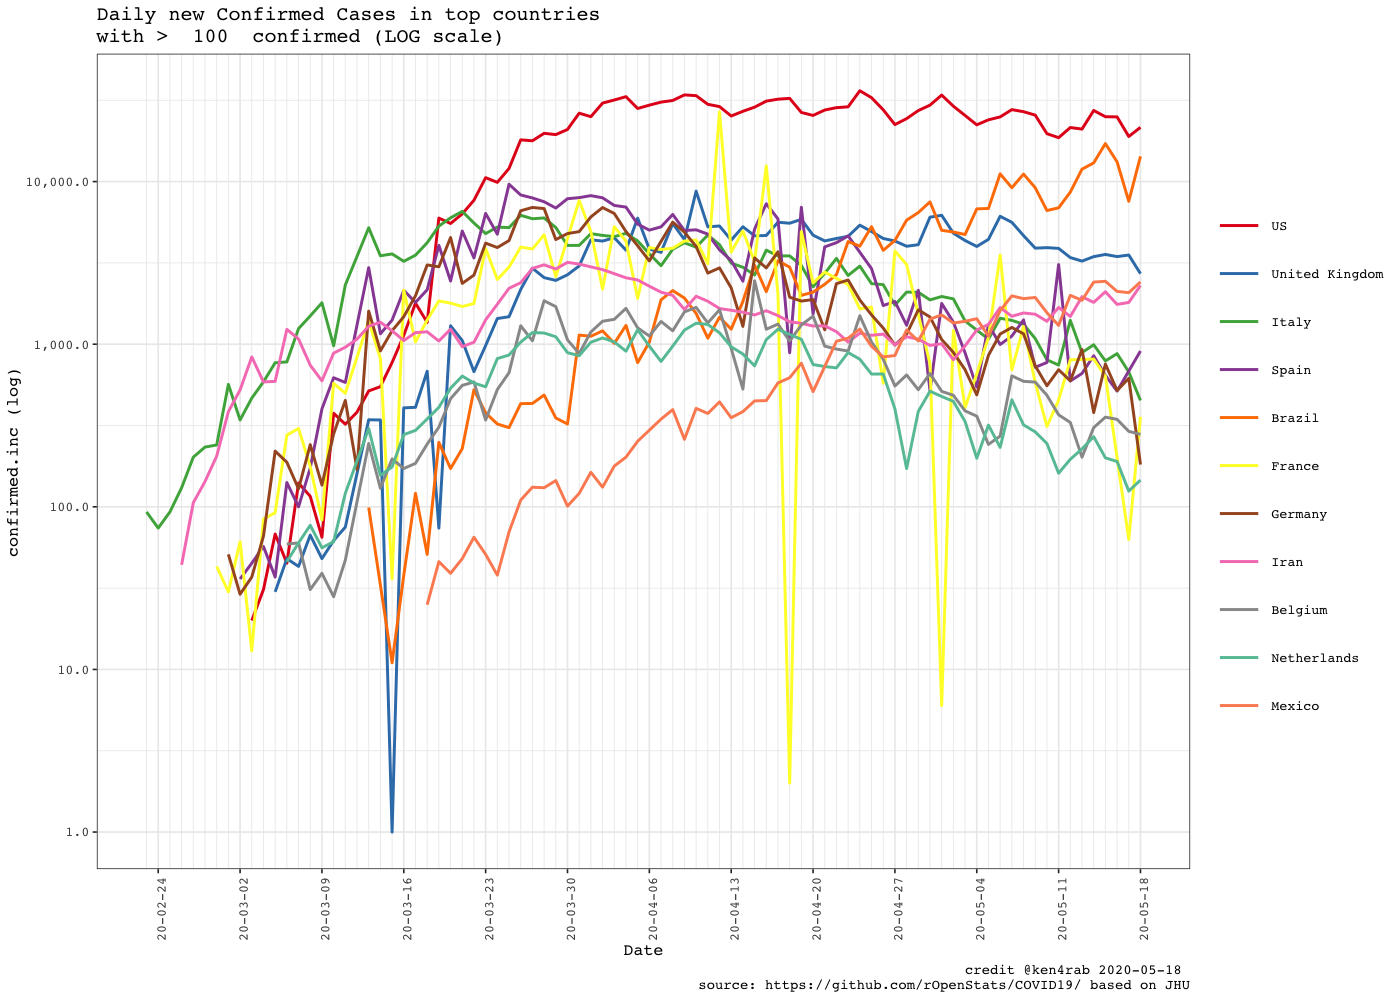 Daily new Confirmed Cases in top countries
with >  100  confirmed (LOG scale)
confirmed.inc (log)
10,000.0
1,000.0
100.0
10.0
1.0
20-02-24
20-03-02
20-03-09
20-03-16
20-03-23
20-03-30
20-04-06
20-04-13
20-04-20
20-04-27
20-05-04
20-05-11
20-05-18
Date
US
United Kingdom
Italy
Spain
Brazil
France
Germany
Iran
Belgium
Netherlands
Mexico
credit @ken4rab 2020-05-18
source: https://github.com/rOpenStats/COVID19/ based on JHU